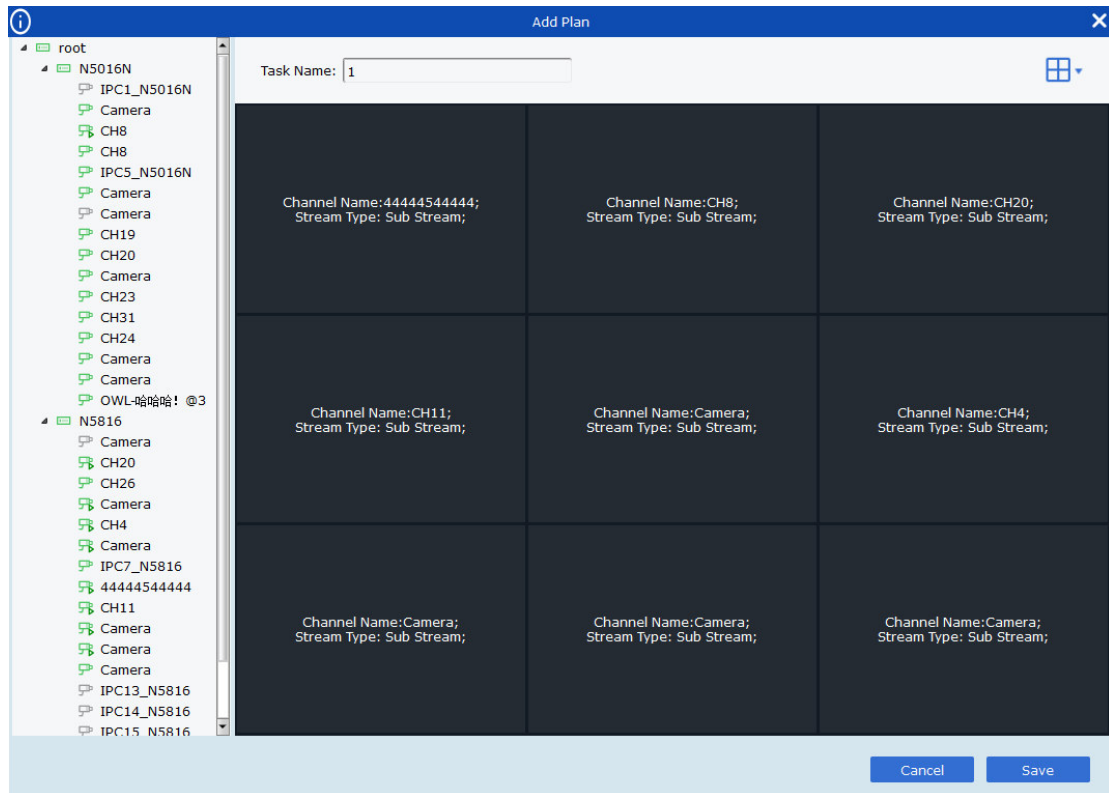 Add Plan
root
N5016N
IPC1_N5016N
Camera
CH8
CH8
IPC5_N5016N
Camera
Camera
CH19
CH20
Camera
CH23
CH31
CH24
Camera
Camera
OWL-哈哈哈! @3
N5816
Camera
CH20
CH26
Camera
CH4
Camera
IPC7_N5816
44444544444
CH11
Camera
Camera
Camera
IPC13_N5816
IPC14_N5816
IPC15_N5816
Task Name: 1
Channel Name:44444544444;
Stream Type: Sub Stream;
Channel Name:CH8;
Stream Type: Sub Stream;
Channel Name:CH20;
Stream Type: Sub Stream;
Channel Name:CH11;
Stream Type: Sub Stream;
Channel Name:Camera;
Stream Type: Sub Stream;
Channel Name:CH4;
Stream Type: Sub Stream;
Channel Name:Camera;
Stream Type: Sub Stream;
Channel Name:Camera;
Stream Type: Sub Stream;
Channel Name:Camera;
Stream Type: Sub Stream;
Cancel
Save